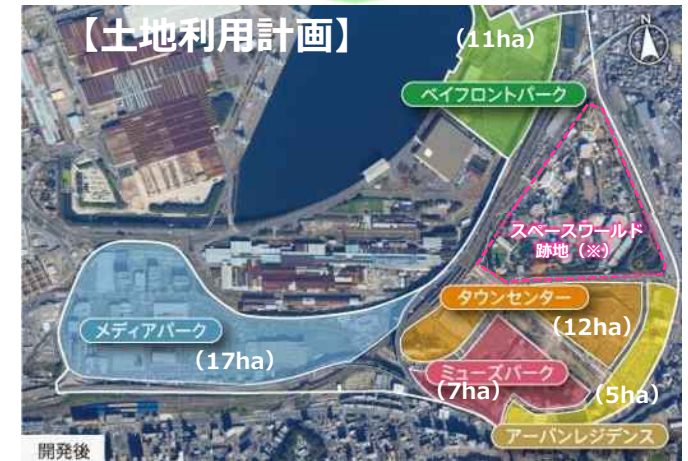 【土地利用計画】
(11ha)
N
ベイフロントパーク
スペースワールド
跡地（※）
タウンセンター
(12ha)
メディアパーク
(17ha)
ミューズパーク
(7ha)
(5ha)
アーバンレジデンス
開発後